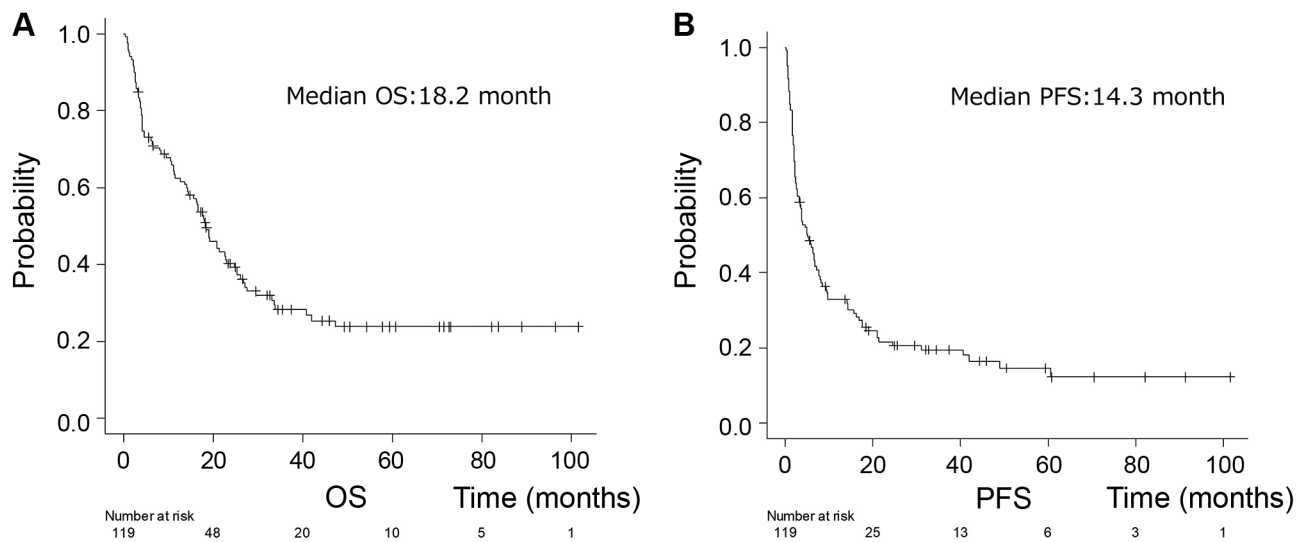 A
Probability
1.0
0.8
0.6
0.4
0.2
0.0
Median OS:18.2 month
0 20 40 60 80 100
OS Time (months)
Number at risk
119 48 20 10 5 1
B
Probability
1.0
0.8
0.6
0.4
0.2
0.0
Median PFS:14.3 month
0 20 40 60 80 100
PFS Time (months)
Number at risk
119 25 13 6 3 1